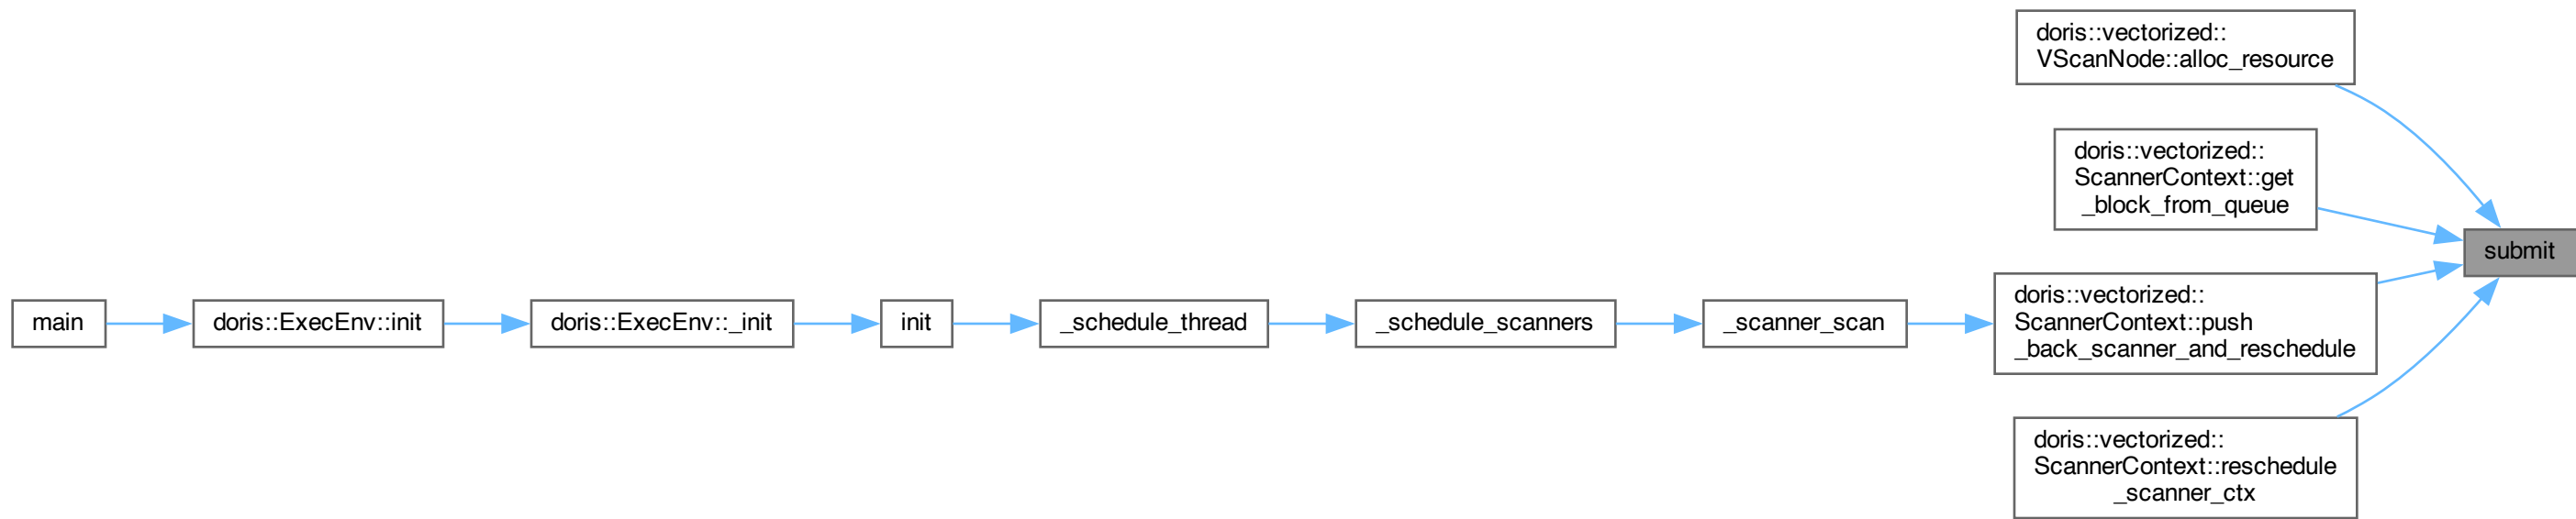 main
doris::ExecEnv::init
doris::ExecEnv::_init
init
_schedule_thread
_schedule_scanners
_scanner_scan
doris::vectorized::
VScanNode::alloc_resource
doris::vectorized::
ScannerContext::get
_block_from_queue
doris::vectorized::
ScannerContext::push
_back_scanner_and_reschedule
doris::vectorized::
ScannerContext::reschedule
_scanner_ctx
submit